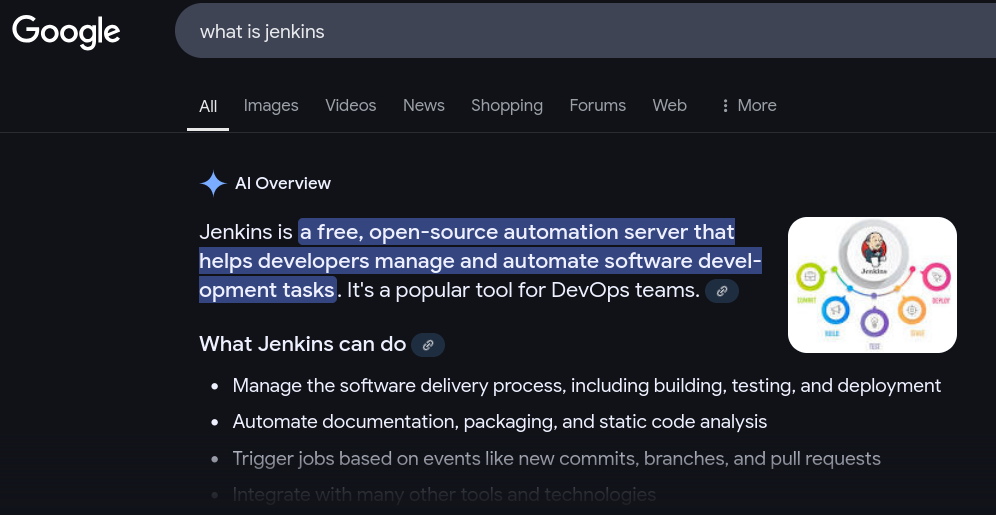 Google
what is jenkins
All Images Videos News Shopping Forums Web More
AI Overview
Jenkins is a free, open-source automation server that
helps developers manage and automate software devel-
opment tasks. It's a popular tool for DevOps teams.
Jenkins
COMMIT
DEPLOY
BUILD
TEST
What Jenkins can do
• Manage the software delivery process, including building, testing, and deployment
• Automate documentation, packaging, and static code analysis
• Trigger jobs based on events like new commits, branches, and pull requests
• Integrate with many other tools and technologies